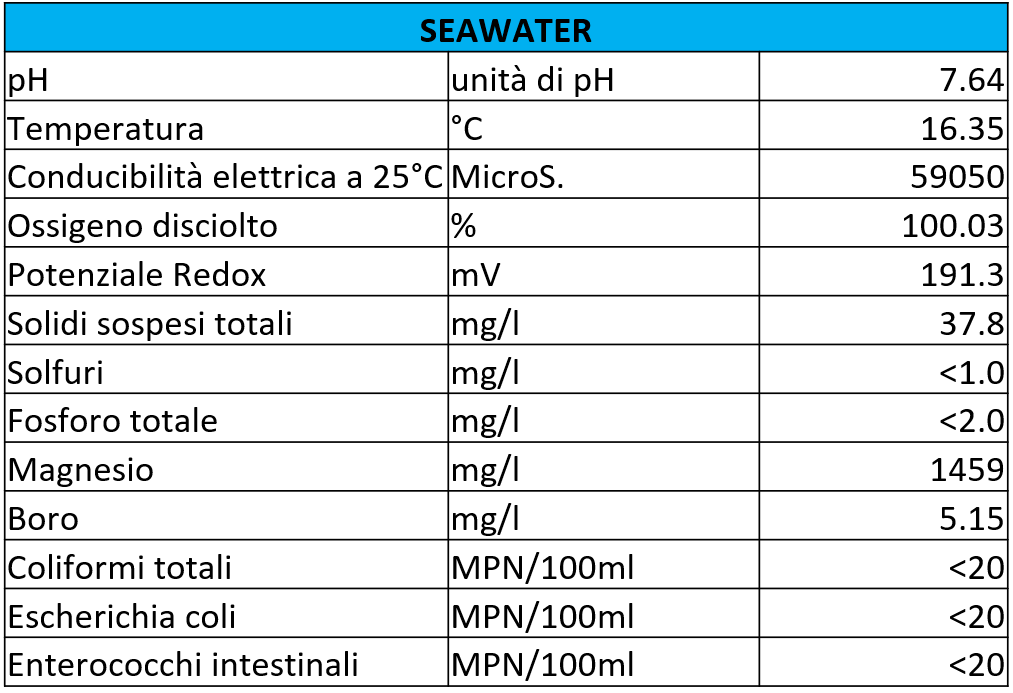 SEAWATER
pH unità di pH 7.64
Temperatura °C 16.35
Conducibilità elettrica a 25°C MicroS. 59050
Ossigeno disciolto % 100.03
Potenziale Redox mV 191.3
Solidi sospesi totali mg/l 37.8
Solfuri mg/l <1.0
Fosforo totale mg/l <2.0
Magnesio mg/l 1459
Boro mg/l 5.15
Coliformi totali MPN/100ml <20
Escherichia coli MPN/100ml <20
Enterococchi intestinali MPN/100ml <20